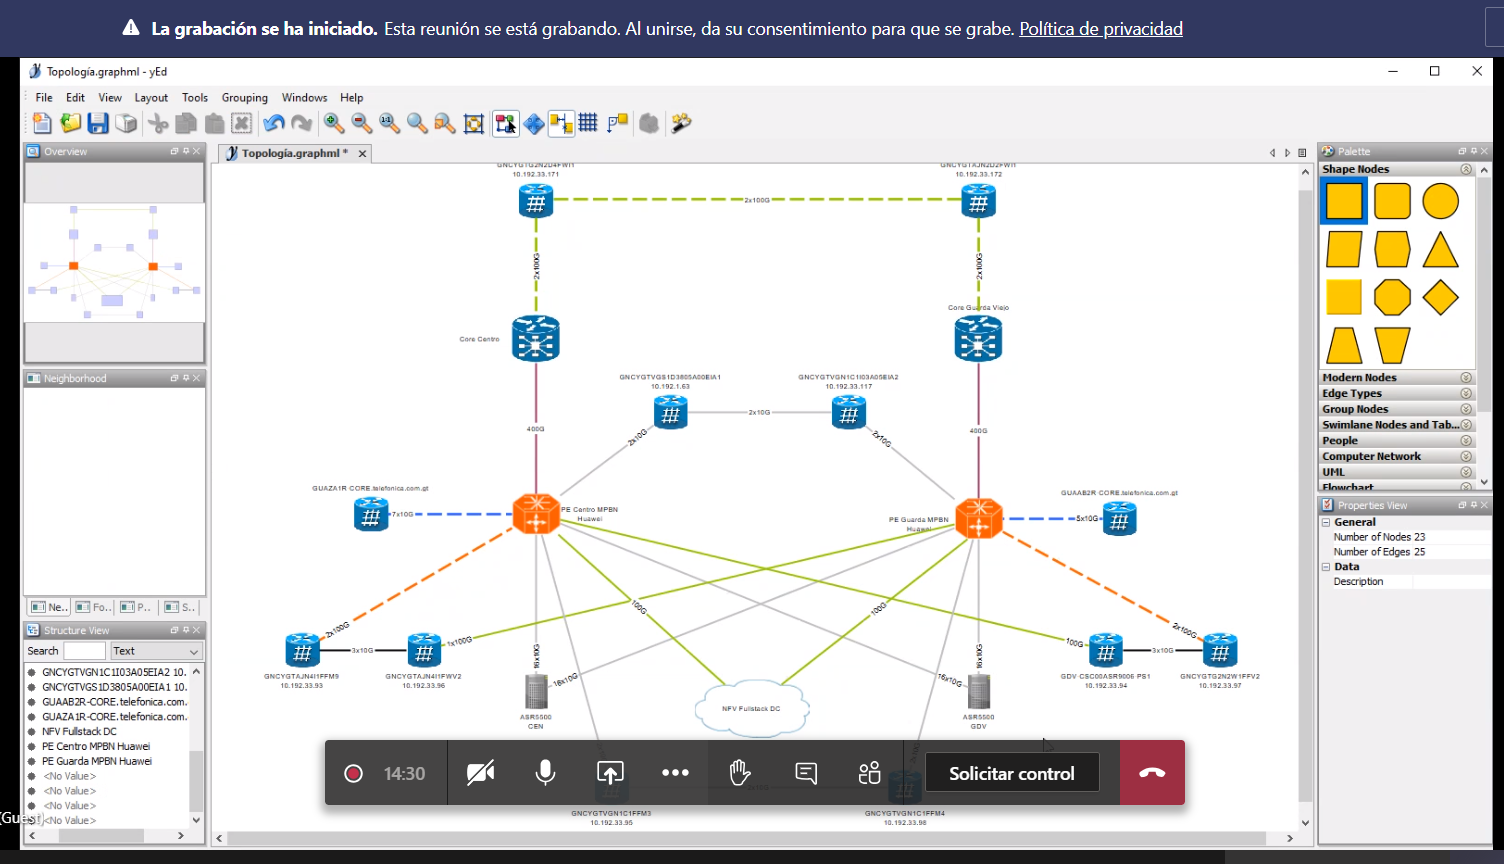 La grabación se ha iniciado. Esta reunión se está grabando. Al unirse, da su consentimiento para que se grabe. Política de privacidad
Topología.graphml - yEd
File Edit View Layout Tools Grouping Windows Help
Overview
Topología.graphml *
Palette
Shape Nodes
Modern Nodes
Edge Types
Group Nodes
Swimlane Nodes and Tab...
People
Computer Network
UML
Flowchart
Properties View
General
Number of Nodes 23
Number of Edges 25
Data
Description
Neighborhood
Ne.. Fo.. P.. S..
Structure View
Search Text
GNCYGTVGN1C1I03A05EIA2 10.
GNCYGTVGS1D3805A00EIA1 10.
GUAAB2R-CORE.telefonica.com.
GUAZA1R-CORE.telefonica.com.
NFV Fullstack DC
PE Centro MPBN Huawei
PE Guarda MPBN Huawei
<No Value>
<No Value>
<No Value>
<No Value>
(Guest)
10.192.33.171
10.192.33.172
2x100G
2x100G
2x100G
Core Centro
Core Guarda Viejo
GNCYGTVGS1D3805A00EIA1
10.192.1.63
GNCYGTVGN1C1I03A05EIA2
10.192.33.117
2x10G
2x10G
2x10G
400G
400G
GUAZA1R-CORE.telefonica.com.gt
7x10G
PE Centro MPBN
Huawei
PE Guarda MPBN
Huawei
GUAAB2R-CORE.telefonica.com.gt
5x10G
2x100G
3x10G
1x100G
GNCYGTAJN4I1FFM9
10.192.33.93
GNCYGTAJN4I1FWV2
10.192.33.96
100G
100G
100G
3x10G
2x100G
GDV CSC00ASR9006 PS1
10.192.33.94
GNCYGTG2N2W1FFV2
10.192.33.97
16x10G
16x10G
16x10G
16x10G
ASR5500
CEN
NFV Fullstack DC
ASR5500
GDV
14:30
Solicitar control
GNCYGTVGN1C1FFM3
10.192.33.95
GNCYGTVGN1C1FFM4
10.192.33.98